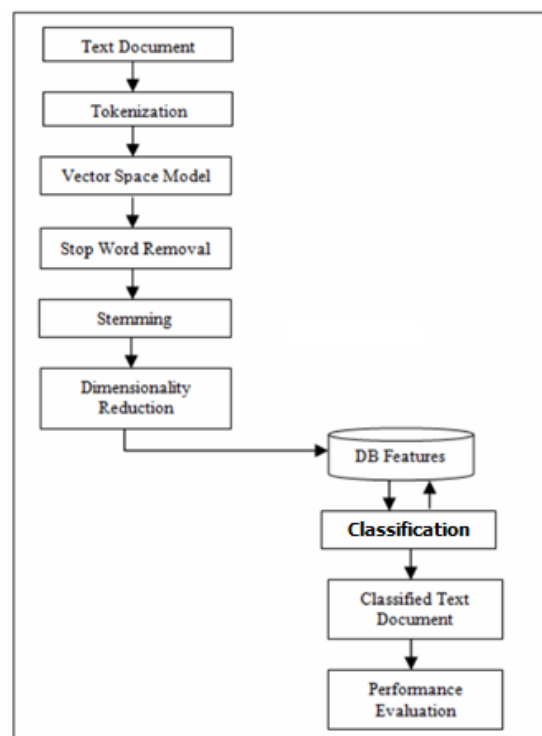 Text Document
Tokenization
Vector Space Model
Stop Word Removal
Stemming
Dimensionality
Reduction
DB Features
Classification
Classified Text
Document
Performance
Evaluation